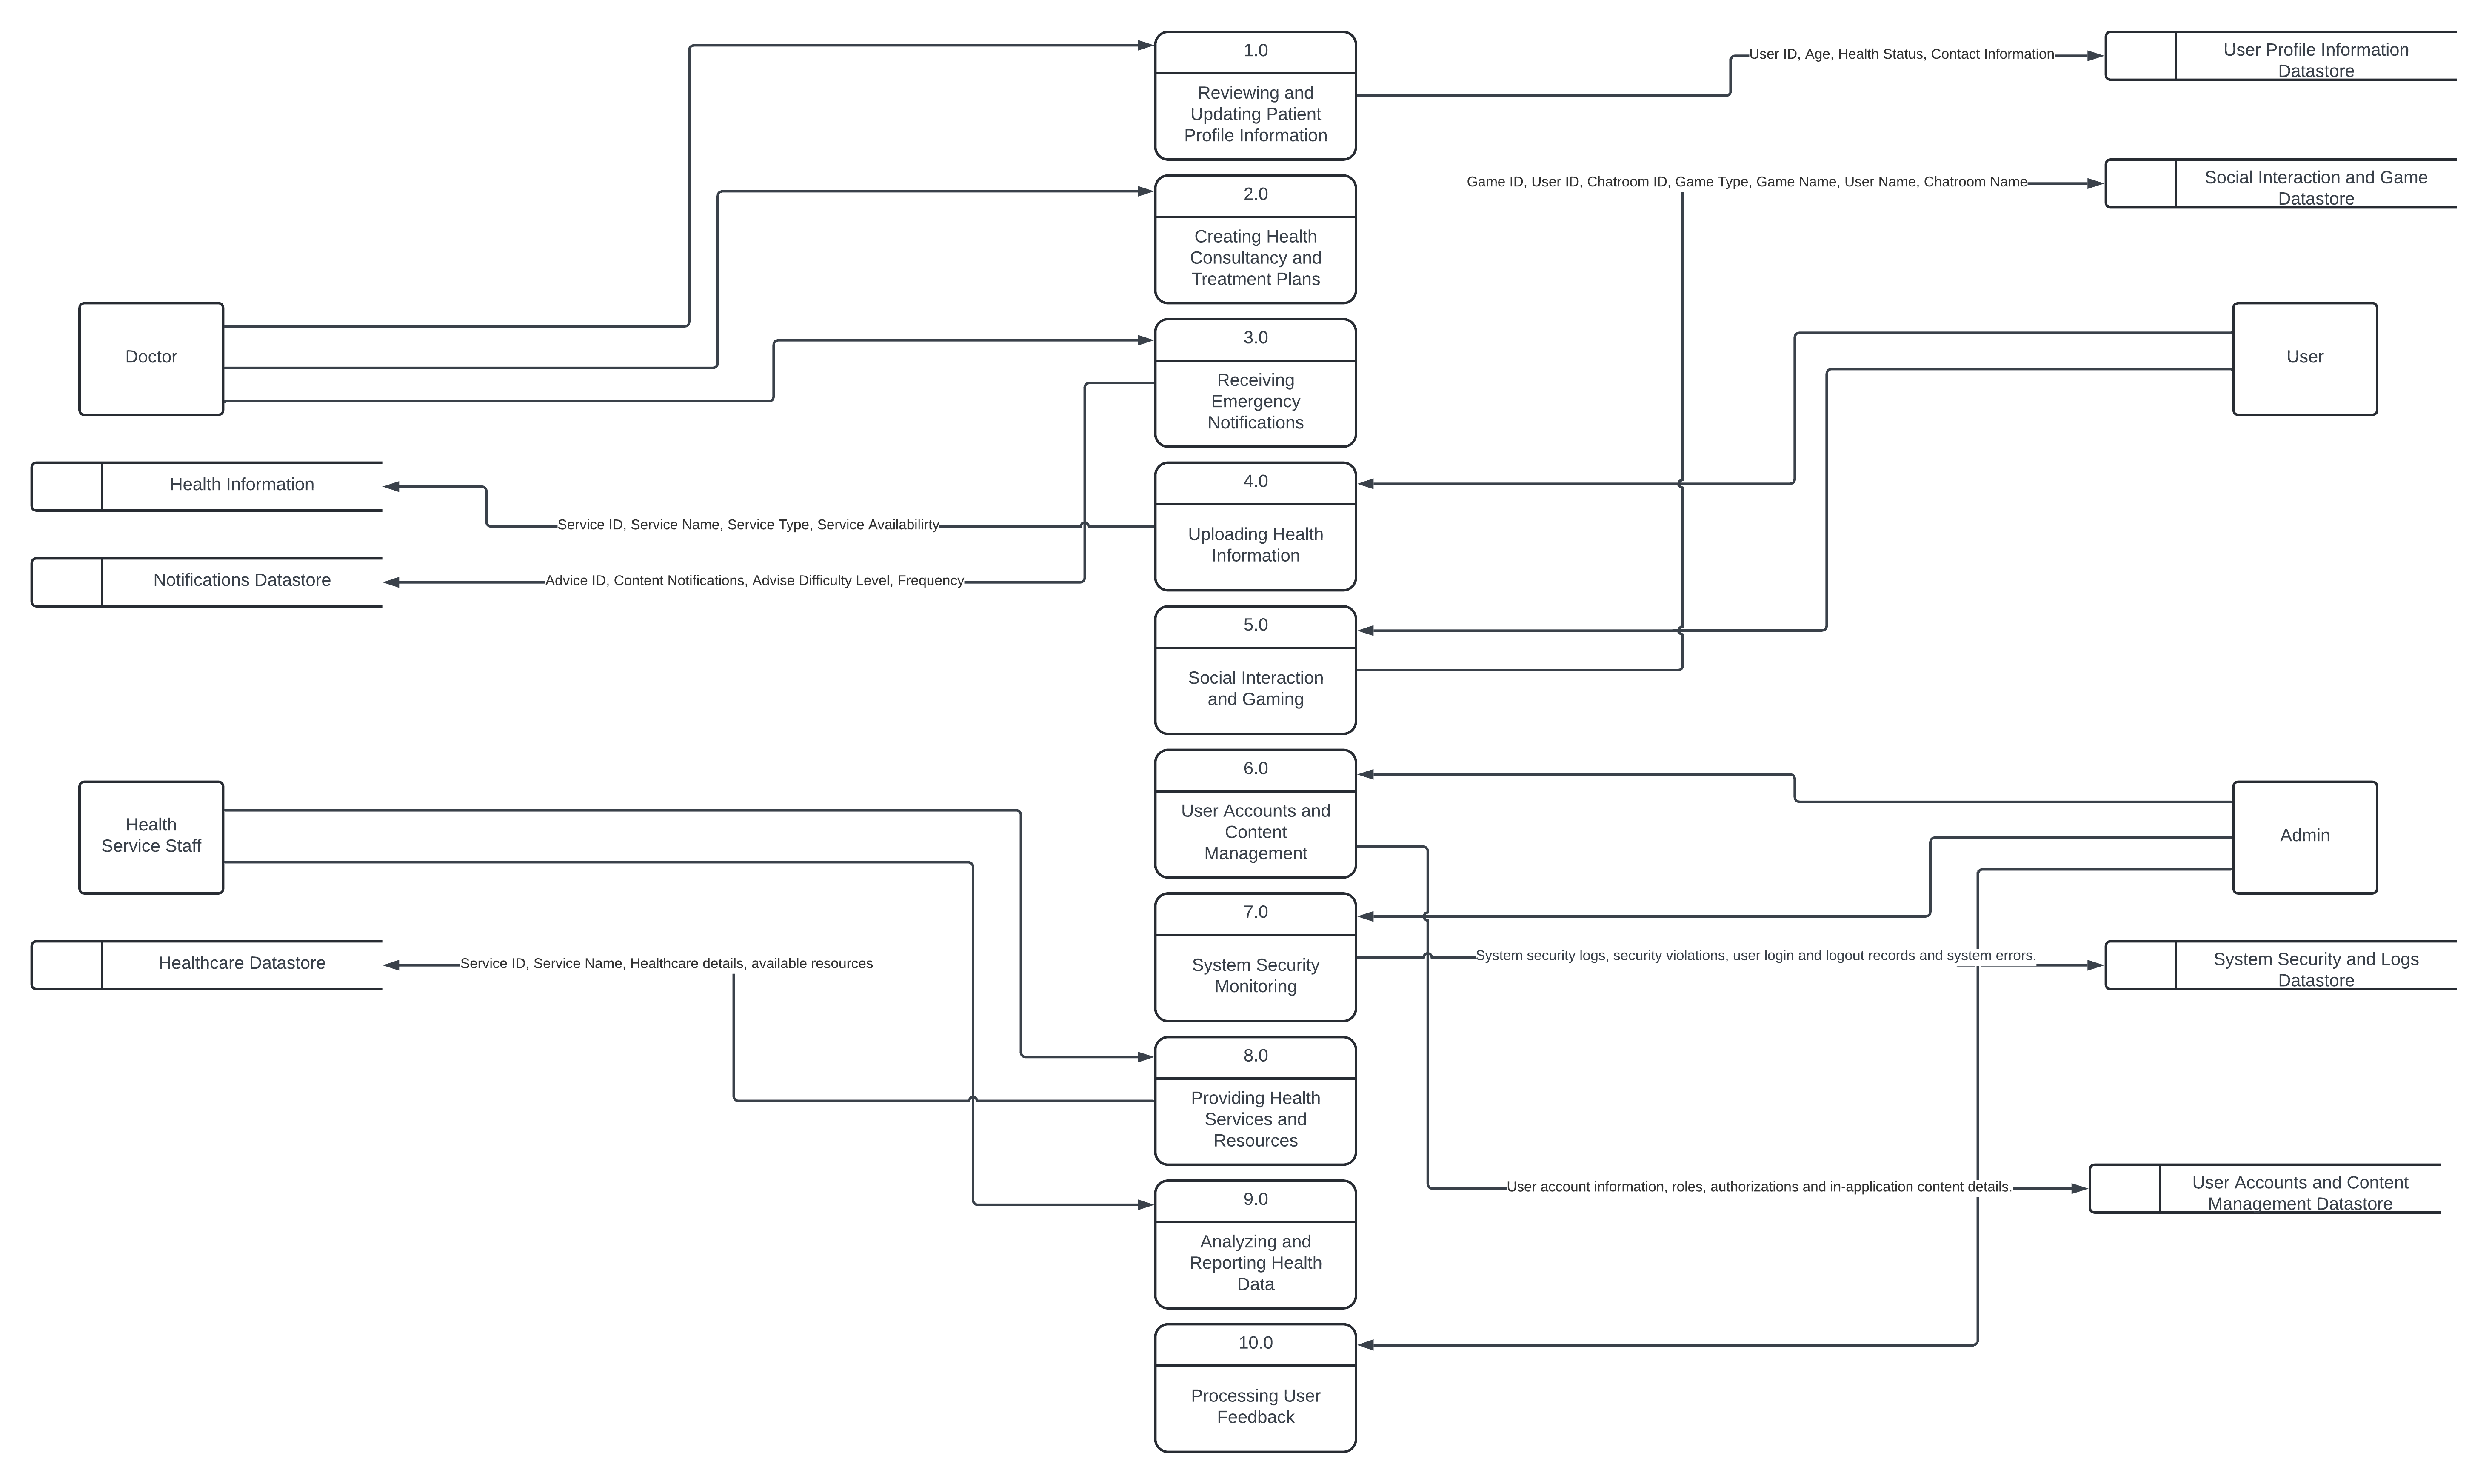 1.0
Reviewing and
Updating Patient
Profile Information
User ID, Age, Health Status, Contact Information
User Profile Information
Datastore
2.0
Creating Health
Consultancy and
Treatment Plans
Game ID, User ID, Chatroom ID, Game Type, Game Name, User Name, Chatroom Name
Social Interaction and Game
Datastore
Doctor
3.0
Receiving
Emergency
Notifications
User
Health Information
Service ID, Service Name, Service Type, Service Availabilirty
4.0
Uploading Health
Information
Notifications Datastore
Advice ID, Content Notifications, Advise Difficulty Level, Frequency
5.0
Social Interaction
and Gaming
Health
Service Staff
6.0
User Accounts and
Content
Management
Admin
Healthcare Datastore
Service ID, Service Name, Healthcare details, available resources
7.0
System Security
Monitoring
System security logs, security violations, user login and logout records and system errors.
System Security and Logs
Datastore
8.0
Providing Health
Services and
Resources
User account information, roles, authorizations and in-application content details.
User Accounts and Content
Management Datastore
9.0
Analyzing and
Reporting Health
Data
10.0
Processing User
Feedback